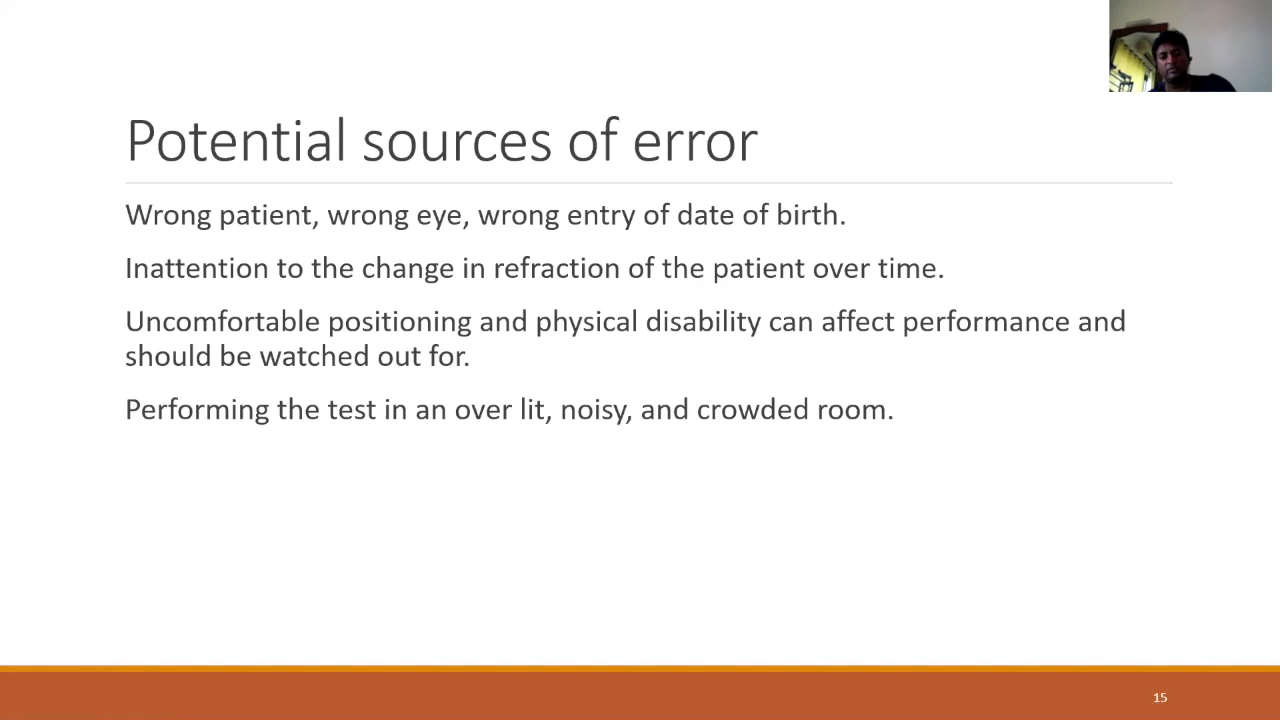 Potential sources of error
Wrong patient, wrong eye, wrong entry of date of birth.
Inattention to the change in refraction of the patient over time.
Uncomfortable positioning and physical disability can affect performance and
should be watched out for.
Performing the test in an over lit, noisy, and crowded room.
15